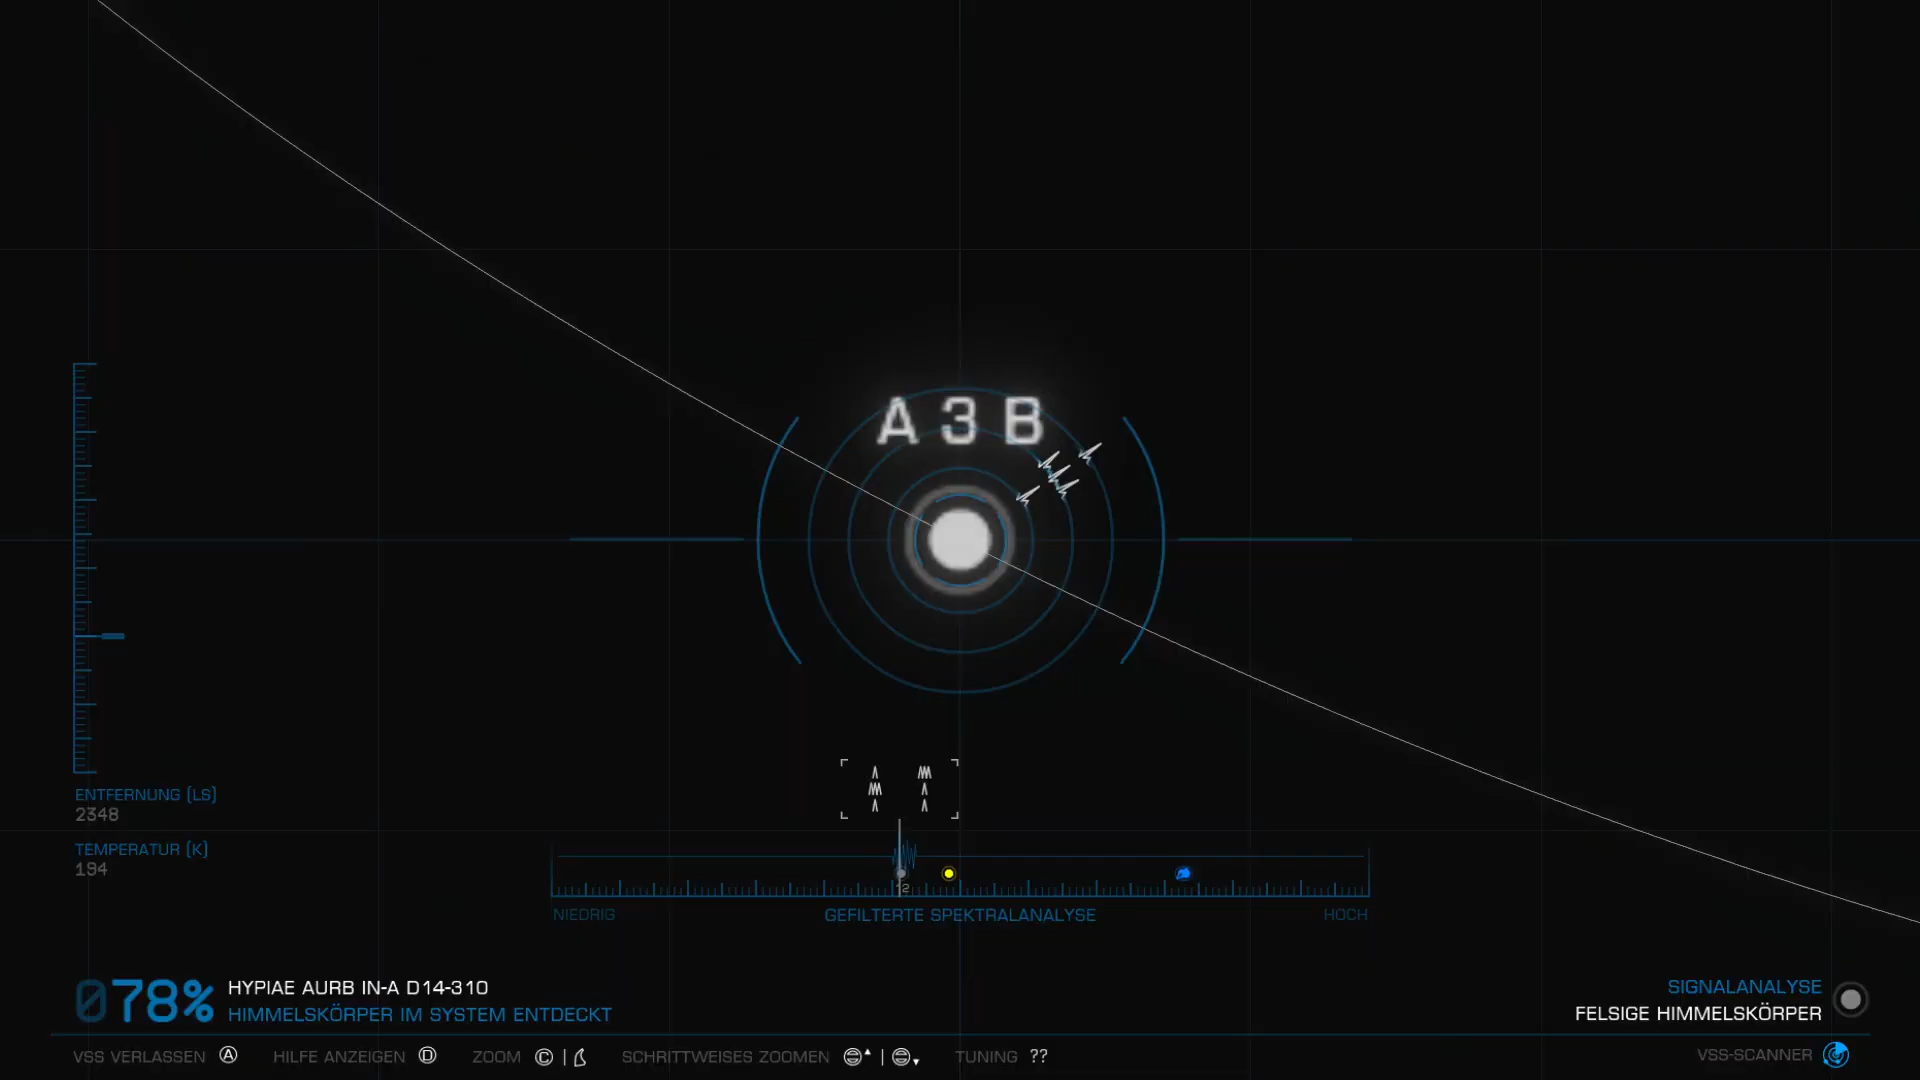 A 3 B
ENTFERNUNG (LS)
2348
TEMPERATUR (K)
194
12
NIEDRIG
GEFILTERTE SPEKTRALANALYSE
HOCH
078%
HYPIAE AURB IN-A D14-310
HIMMELSKÖRPER IM SYSTEM ENTDECKT
SIGNALANALYSE
FELSIGE HIMMELSKÖRPER
VSS VERLASSEN A HILFE ANZEIGEN D ZOOM C | SCHRITTWEISES ZOOMEN | TUNING ?? VSS-SCANNER